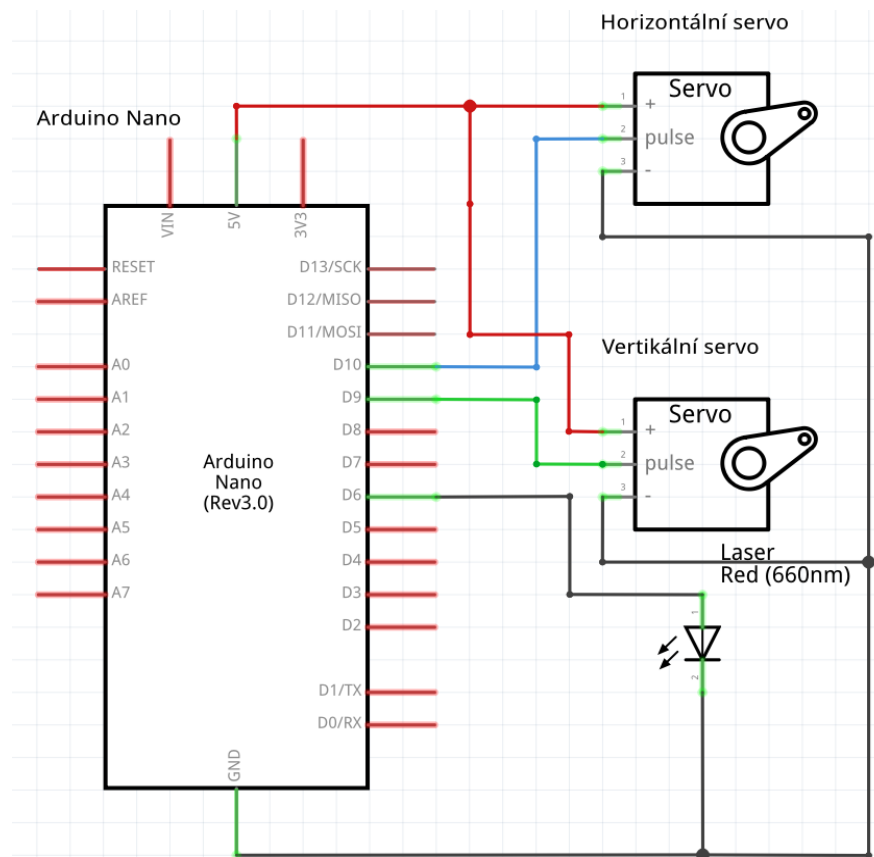 Horizontální servo
Arduino Nano
Servo
1
+
2
pulse
3
-
VIN
5V
3V3
RESET
AREF
D13/SCK
D12/MISO
D11/MOSI
Vertikální servo
A0
A1
A2
A3
A4
A5
A6
A7
Arduino
Nano
(Rev3.0)
D10
D9
D8
D7
D6
D5
D4
D3
D2
D1/TX
D0/RX
GND
Servo
1
+
2
pulse
3
-
Laser
Red (660nm)
1
2